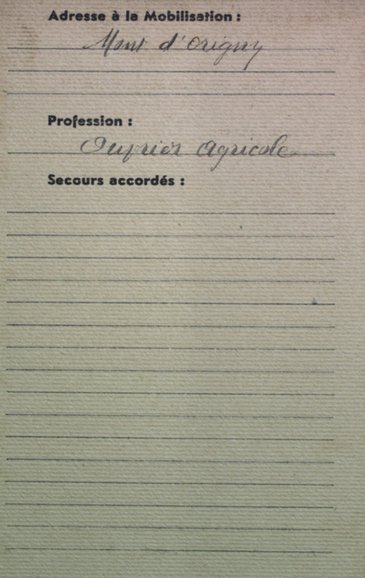 Adresse à la Mobilisation :
Mont d'Origny
Profession :
Ouvrier agricole
Secours accordés :